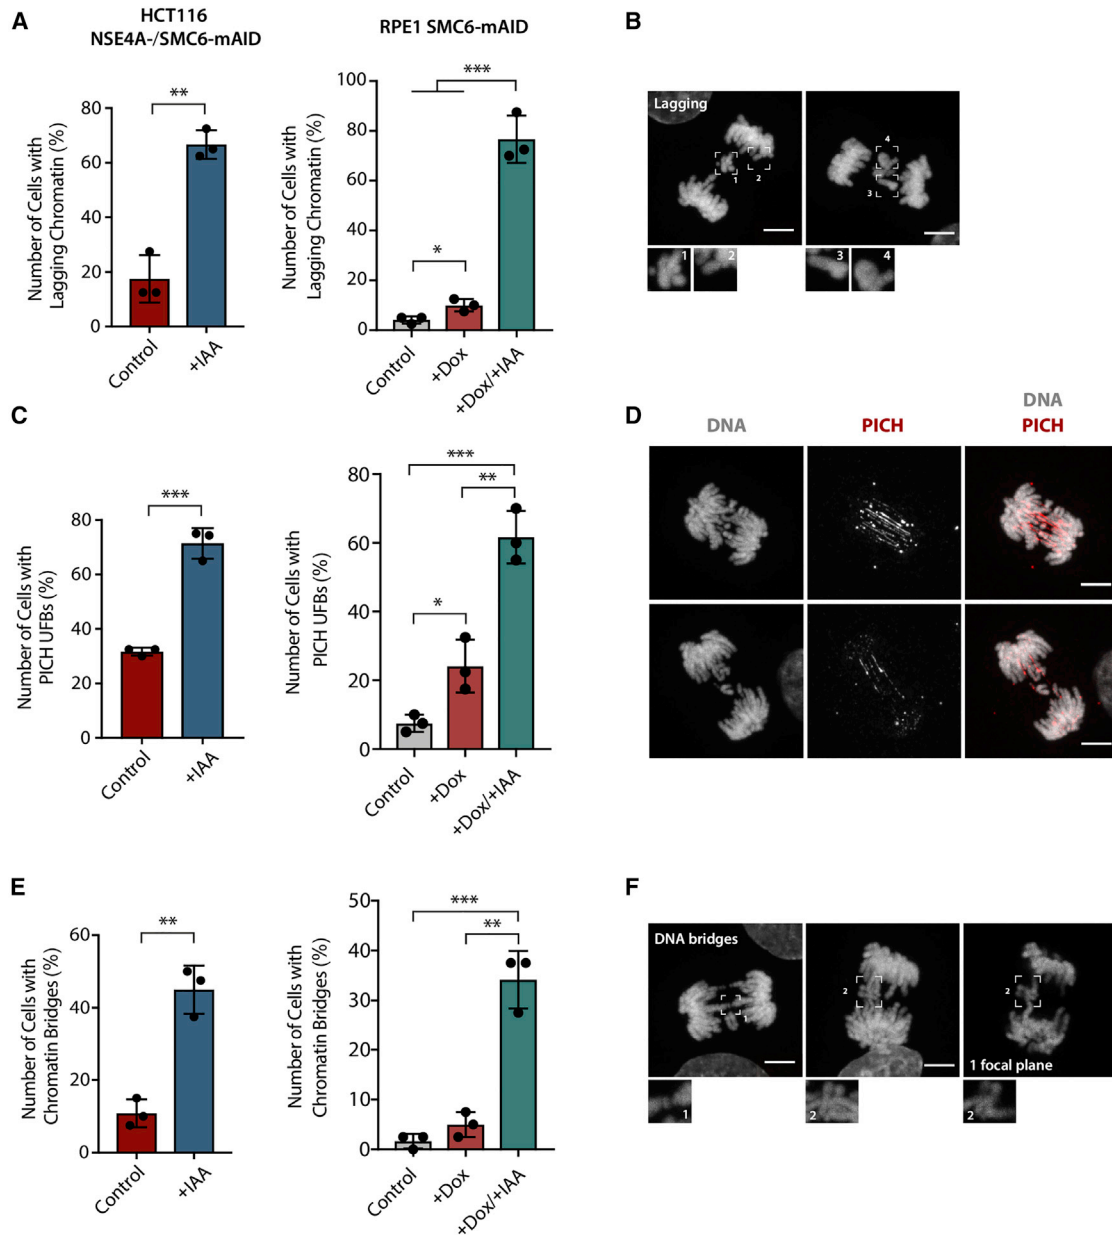 A
HCT116
NSE4A-/SMC6-mAID
Number of Cells with
Lagging Chromatin (%)
80
60
40
20
0
**
Control
+IAA
RPE1 SMC6-mAID
Number of Cells with
Lagging Chromatin (%)
100
80
60
40
20
0
***
*
Control
+Dox
+Dox/+IAA
B
Lagging
1
2
4
3
1
2
3
4
C
Number of Cells with
PICH UFBs (%)
80
60
40
20
0
***
Control
+IAA
Number of Cells with
PICH UFBs (%)
80
60
40
20
0
***
**
*
Control
+Dox
+Dox/+IAA
D
DNA
PICH
DNA
PICH
E
Number of Cells with
Chromatin Bridges (%)
60
40
20
0
**
Control
+IAA
Number of Cells with
Chromatin Bridges (%)
50
40
30
20
10
0
***
**
Control
+Dox
+Dox/+IAA
F
DNA bridges
1
2
2
1 focal plane
1
2
2